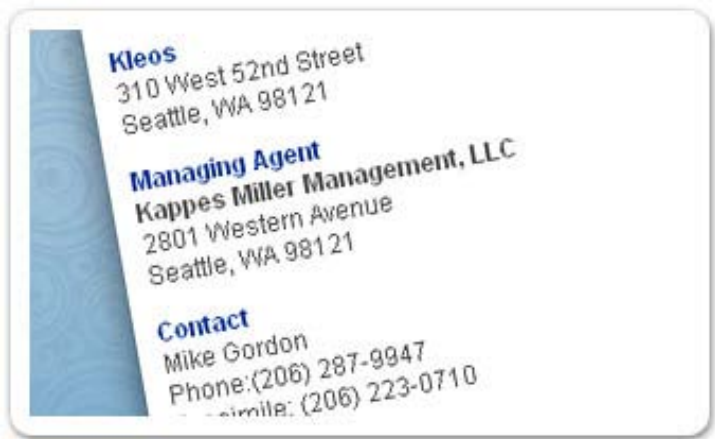 Kleos
310 West 52nd Street
Seattle, WA 98121
Managing Agent
Kappes Miller Management, LLC
2801 Western Avenue
Seattle, WA 98121
Contact
Mike Gordon
Phone:(206) 287-9947
(206) 223-0710